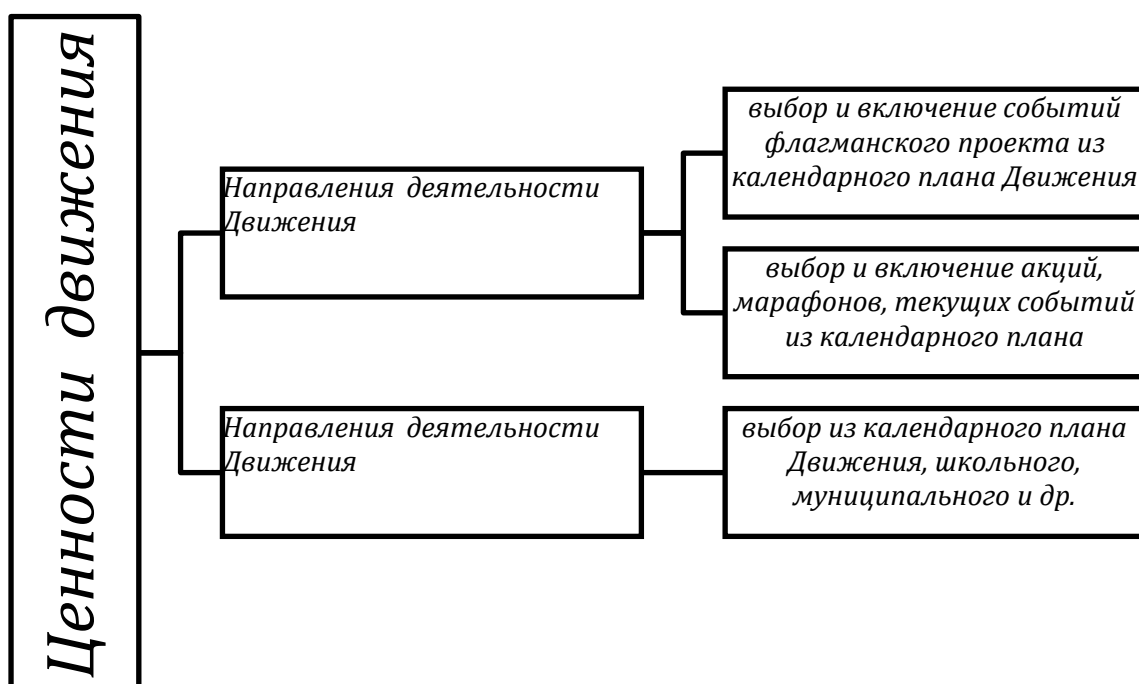 Ценности движения
Направления деятельности
Движения
выбор и включение событий
флагманского проекта из
календарного плана Движения
выбор и включение акций,
марафонов, текущих событий
из календарного плана
Направления деятельности
Движения
выбор из календарного плана
Движения, школьного,
муниципального и др.